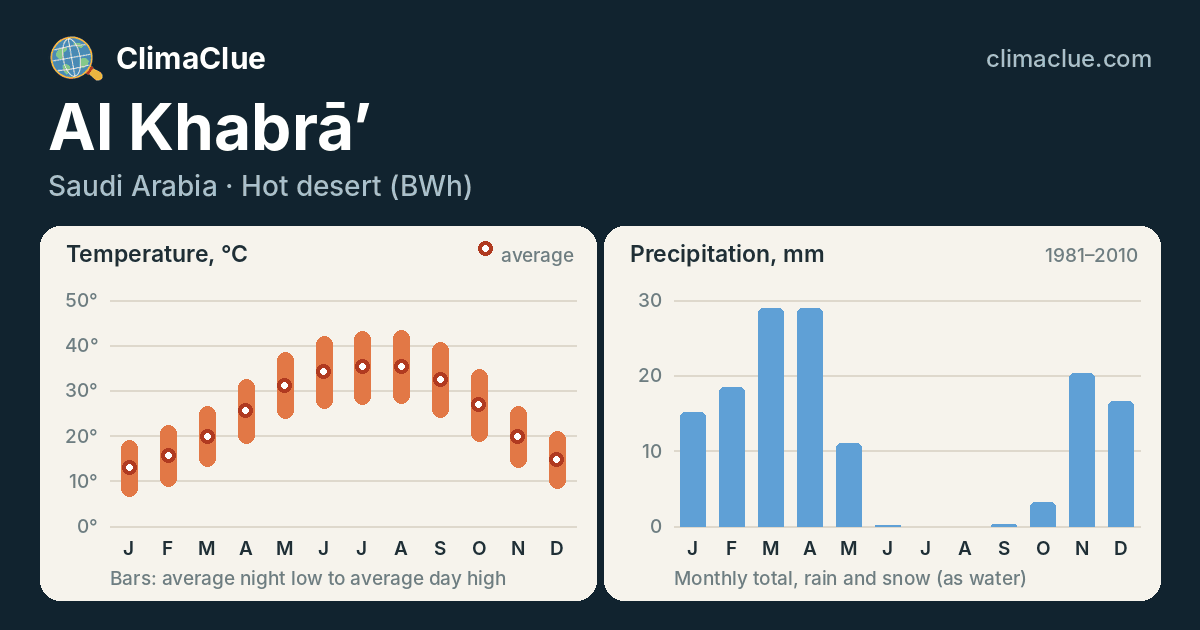 ClimaClue
climaclue.com
Al Khabrā’
Saudi Arabia · Hot desert (BWh)
Temperature, °C
average
50°
40°
30°
20°
10°
0°
J F M A M J J A S O N D
Bars: average night low to average day high
Precipitation, mm
1981–2010
30
20
10
0
J F M A M J J A S O N D
Monthly total, rain and snow (as water)